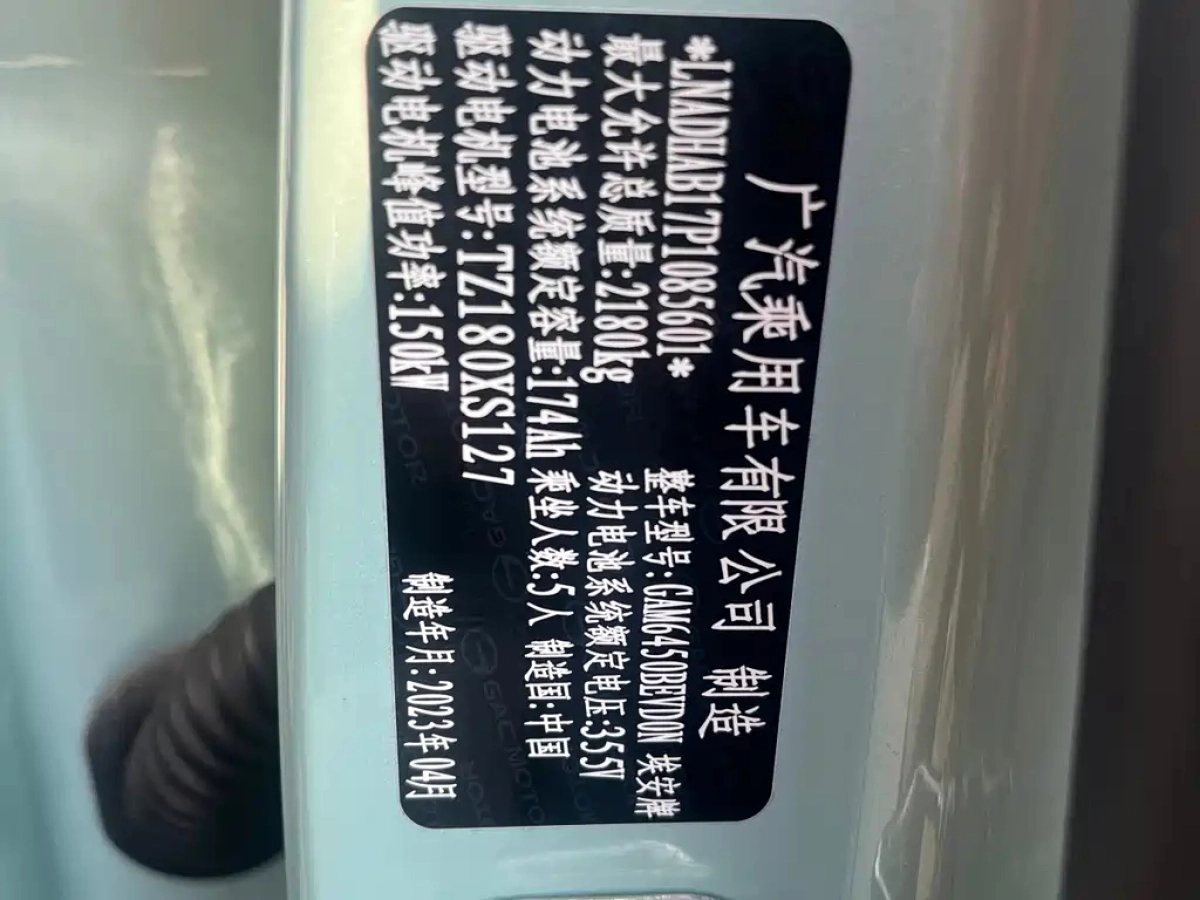 广汽乘用车有限公司 制造
*LNADHAB17P1085601* 整车型号:GAM6450BEVDON 埃安牌
最大允许总质量:2180kg 动力电池系统额定电压:355V
动力电池系统额定容量:174Ah 乘坐人数:5人 制造国:中国
驱动电机型号:TZ180XS127
驱动电机峰值功率:150kW 制造年月:2023年04月
GAC MOTOR